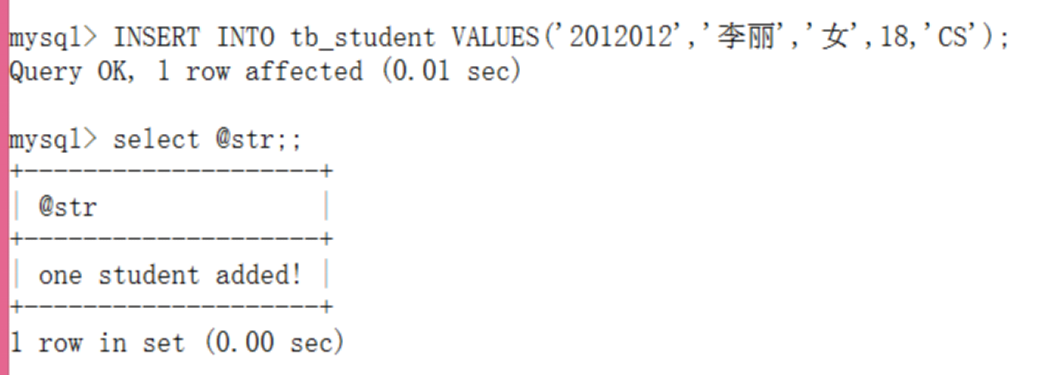 mysql> INSERT INTO tb_student VALUES('2012012','李丽','女',18,'CS');
Query OK, 1 row affected (0.01 sec)
mysql> select @str;;
+--------------------+
| @str               |
+--------------------+
| one student added! |
+--------------------+
1 row in set (0.00 sec)